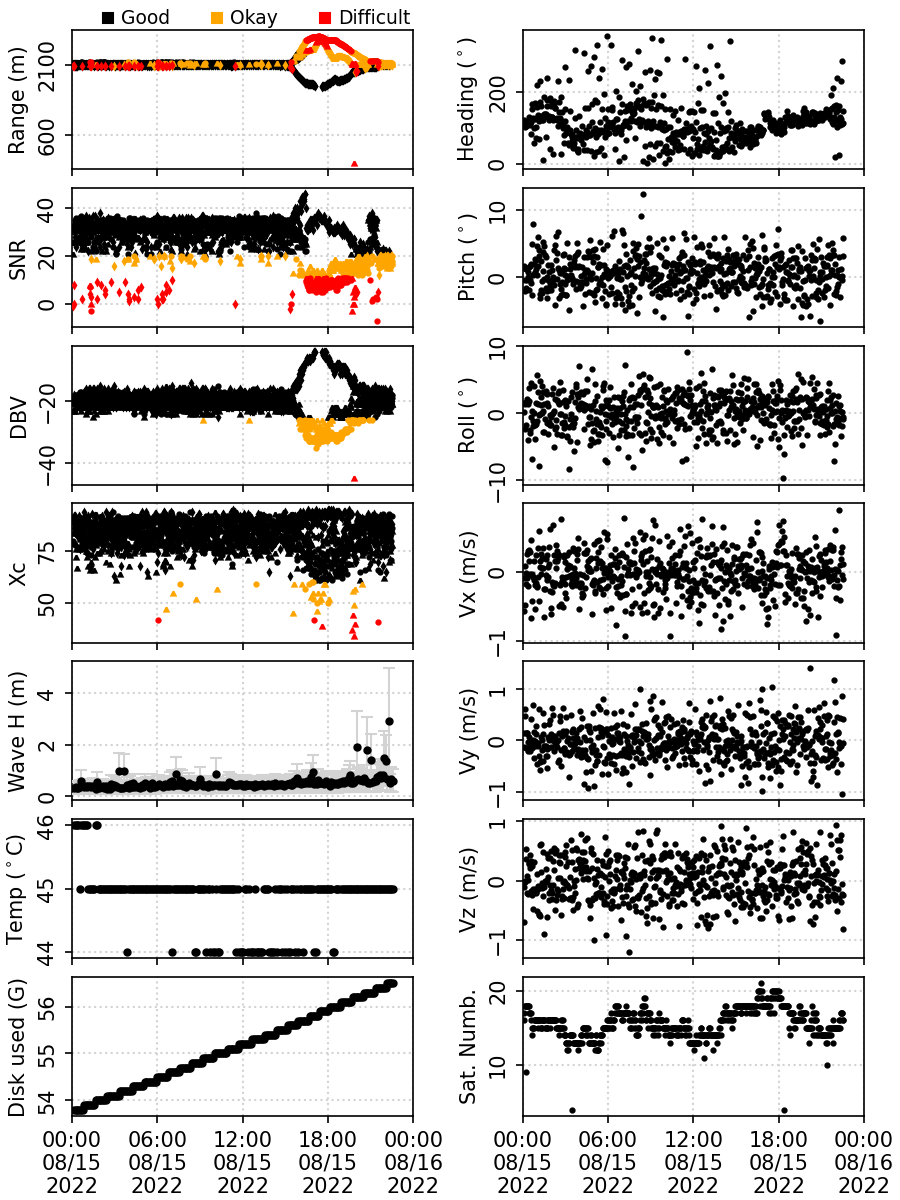 Good Okay Difficult
Range (m)
2100
600
Heading (°)
200
0
SNR
40
20
0
Pitch (°)
10
0
DBV
−20
−40
Roll (°)
10
0
−10
Xc
75
50
Vx (m/s)
0
−1
Wave H (m)
4
2
0
Vy (m/s)
1
0
−1
Temp (°C)
46
45
44
Vz (m/s)
1
0
−1
Disk used (G)
56
55
54
Sat. Numb.
20
10
00:00 06:00 12:00 18:00 00:00
08/15 08/15 08/15 08/15 08/16
2022 2022 2022 2022 2022
00:00 06:00 12:00 18:00 00:00
08/15 08/15 08/15 08/15 08/16
2022 2022 2022 2022 2022